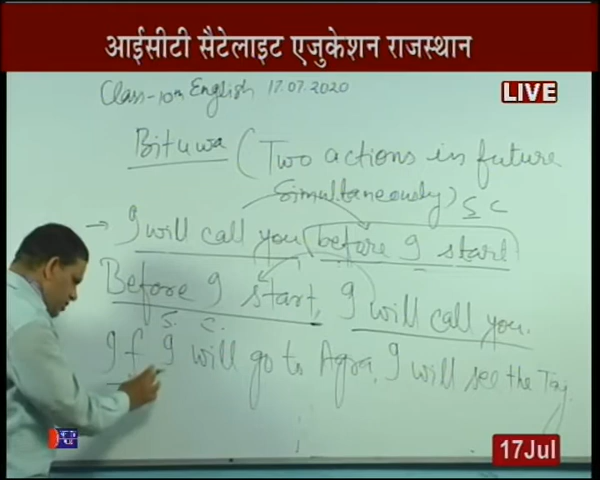 आईसीटी सैटेलाइट एजुकेशन राजस्थान
LIVE
Class-10th English 17.07.2020
Bituwa (Two actions in future
Simultaneously) S C
→ I will call you before I start
Before I start, I will call you.
S. C.
If I will go to Agra, I will see the Taj.
17Jul